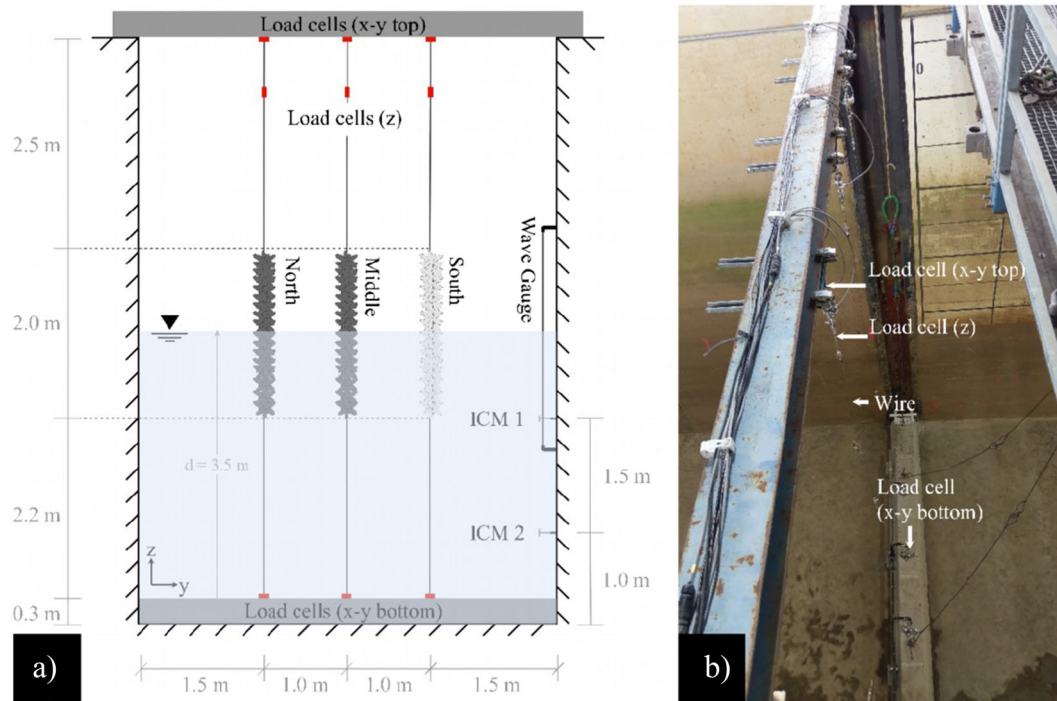 Load cells (x-y top)
Load cells (z)
2.5 m
North
Middle
South
Wave Gauge
2.0 m
d = 3.5 m
ICM 1
ICM 2
1.5 m
1.0 m
2.2 m
z
y
0.3 m
Load cells (x-y bottom)
1.5 m
1.0 m
1.0 m
1.5 m
a)
0
Load cell (x-y top)
Load cell (z)
Wire
Load cell
(x-y bottom)
b)